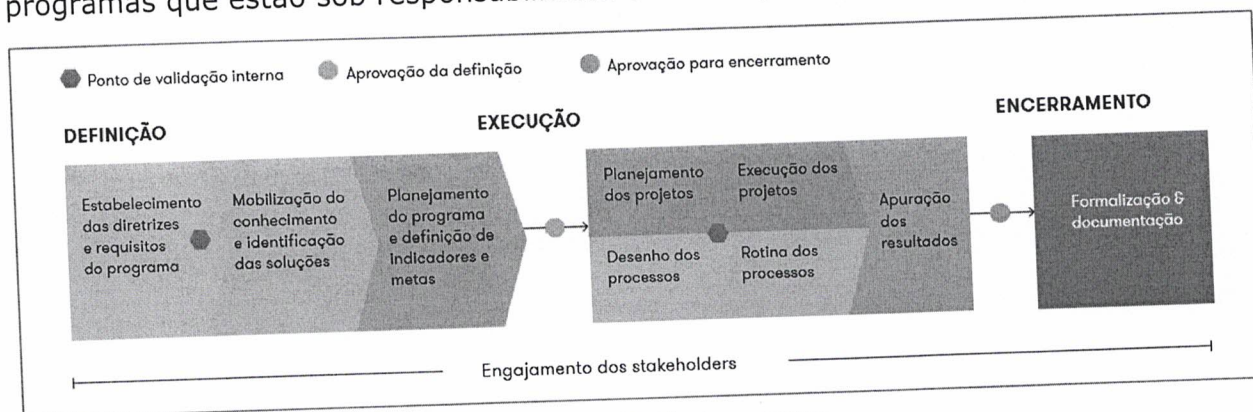 programas que estão sob
Ponto de validação interna
Aprovação da definição
Aprovação para encerramento
DEFINIÇÃO
EXECUÇÃO
ENCERRAMENTO
Estabelecimento
das diretrizes
e requisitos
do programa
Mobilização do
conhecimento
e identificação
das soluções
Planejamento
do programa
e definição de
indicadores e
metas
Planejamento
dos projetos
Execução dos
projetos
Desenho dos
processos
Rotina dos
processos
Apuração
dos
resultados
Formalização &
documentação
Engajamento dos stakeholders